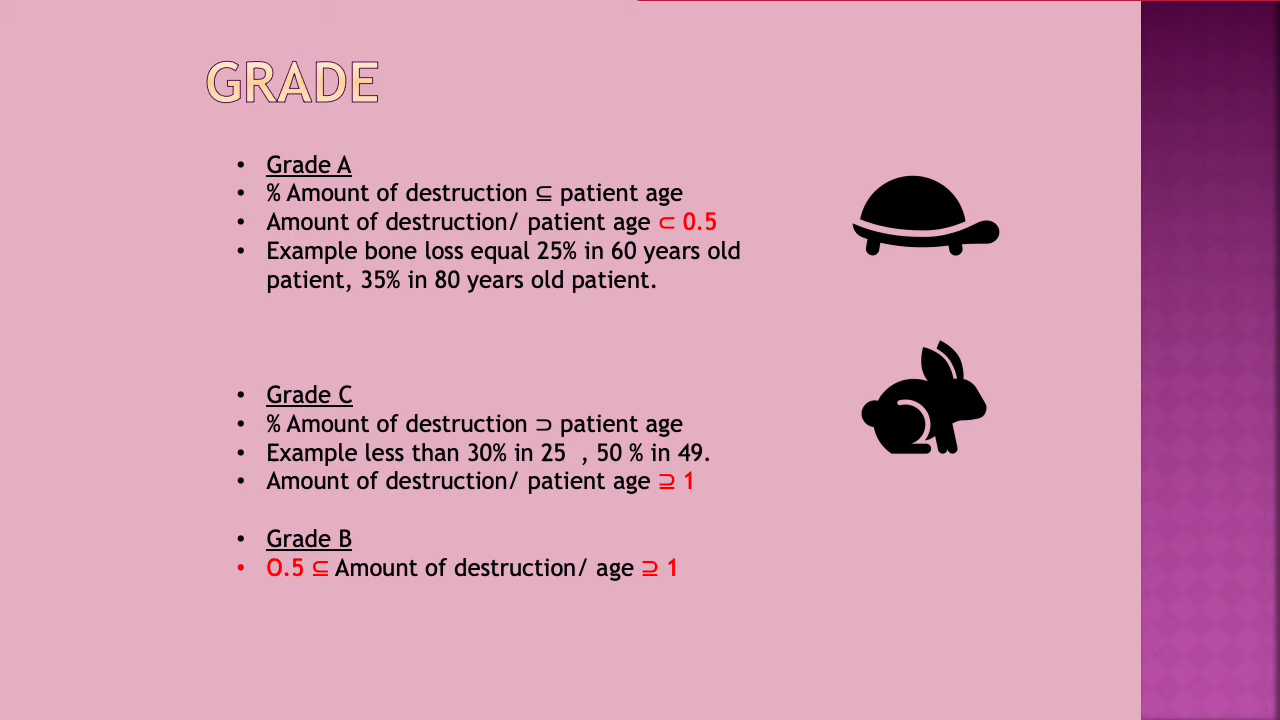 GRADE
• Grade A
• % Amount of destruction ⊆ patient age
• Amount of destruction/ patient age ⊂ 0.5
• Example bone loss equal 25% in 60 years old
patient, 35% in 80 years old patient.
• Grade C
• % Amount of destruction ⊃ patient age
• Example less than 30% in 25  , 50 % in 49.
• Amount of destruction/ patient age ⊇ 1
• Grade B
• O.5 ⊆ Amount of destruction/ age ⊇ 1